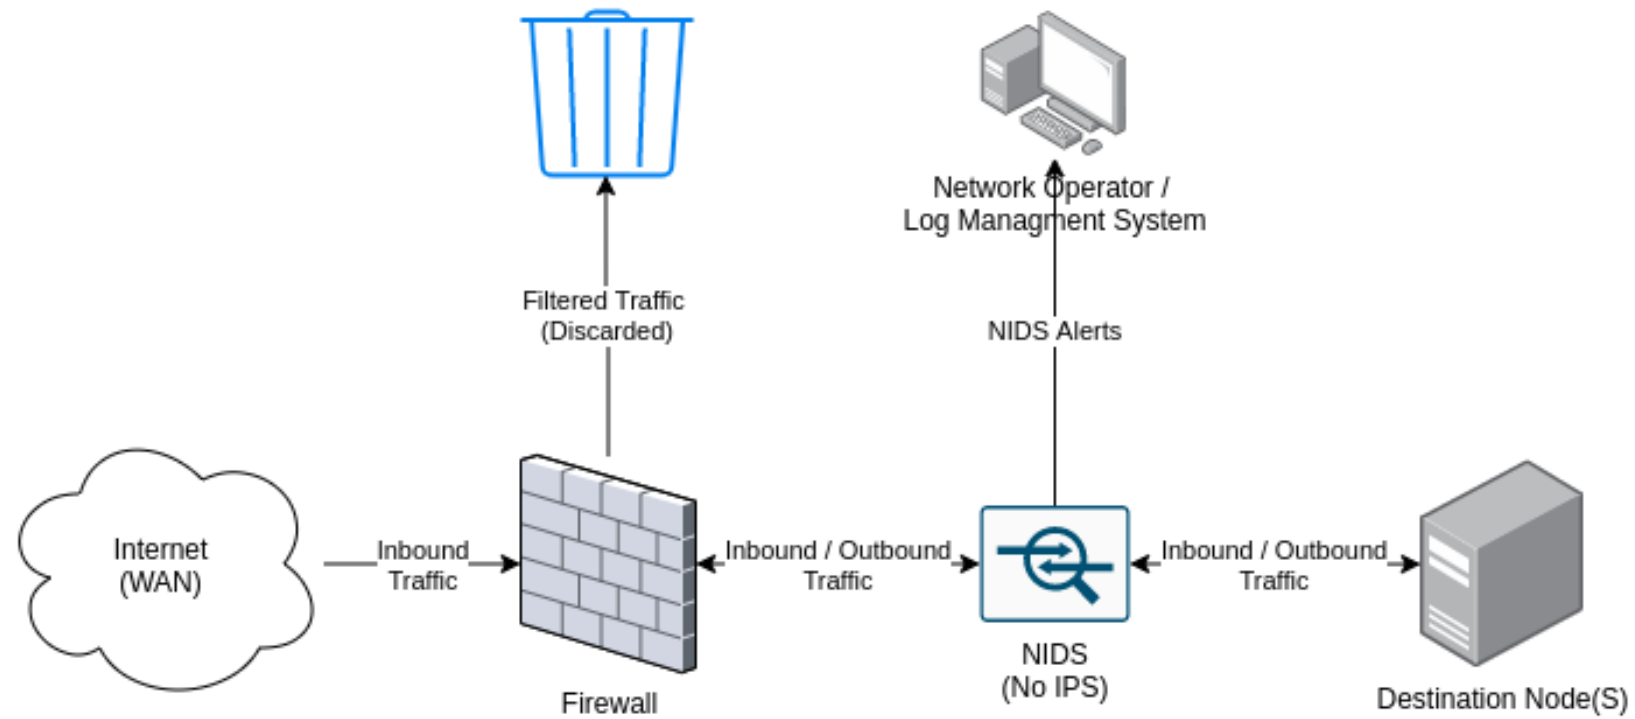 Network Operator /
Log Managment System
Filtered Traffic
(Discarded)
NIDS Alerts
Internet
(WAN)
Inbound
Traffic
Inbound / Outbound
Traffic
Inbound / Outbound
Traffic
NIDS
(No IPS)
Firewall
Destination Node(S)